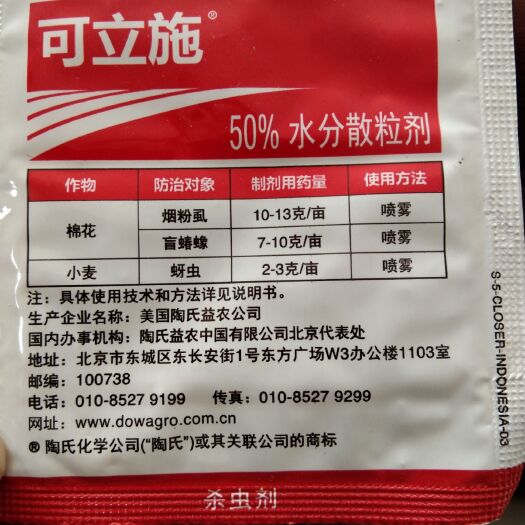 可立施®
50% 水分散粒剂
作物 防治对象 制剂用药量 使用方法
棉花 烟粉虱 10-13克/亩 喷雾
盲蝽蟓 7-10克/亩 喷雾
小麦 蚜虫 2-3克/亩 喷雾
注：具体使用技术和方法详见说明书。
生产企业名称：美国陶氏益农公司
国内办事机构：陶氏益农中国有限公司北京代表处
地址：北京市东城区东长安街1号东方广场W3办公楼1103室
邮编：100738
电话：010-8527 9199 传真：010-8527 9299
网址：www.dowagro.com.cn
® 陶氏化学公司(“陶氏”)或其关联公司的商标
杀虫剂
S-5-CLOSER-INDONESIA-03